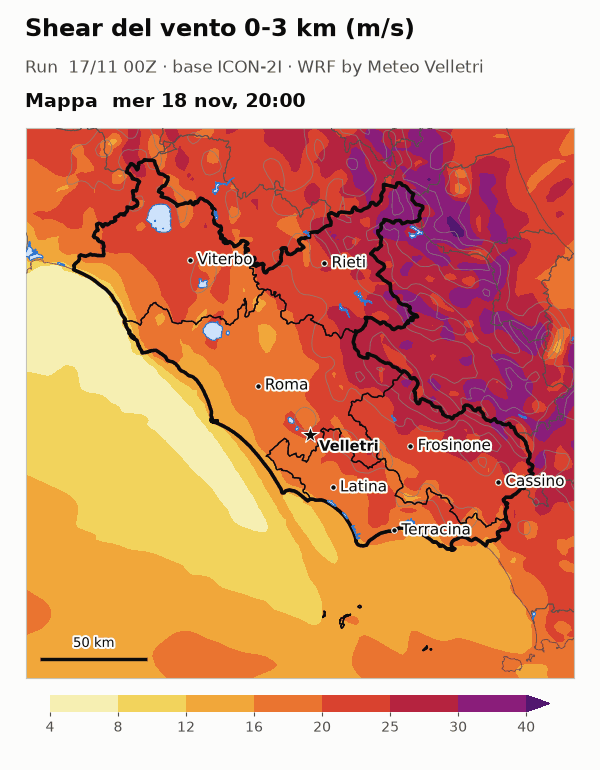 Shear del vento 0-3 km (m/s)
Run 17/11 00Z · base ICON-2I · WRF by Meteo Velletri
Mappa mer 18 nov, 20:00
Viterbo
Rieti
Roma
Velletri
Frosinone
Latina
Cassino
Terracina
50 km
4 8 12 16 20 25 30 40